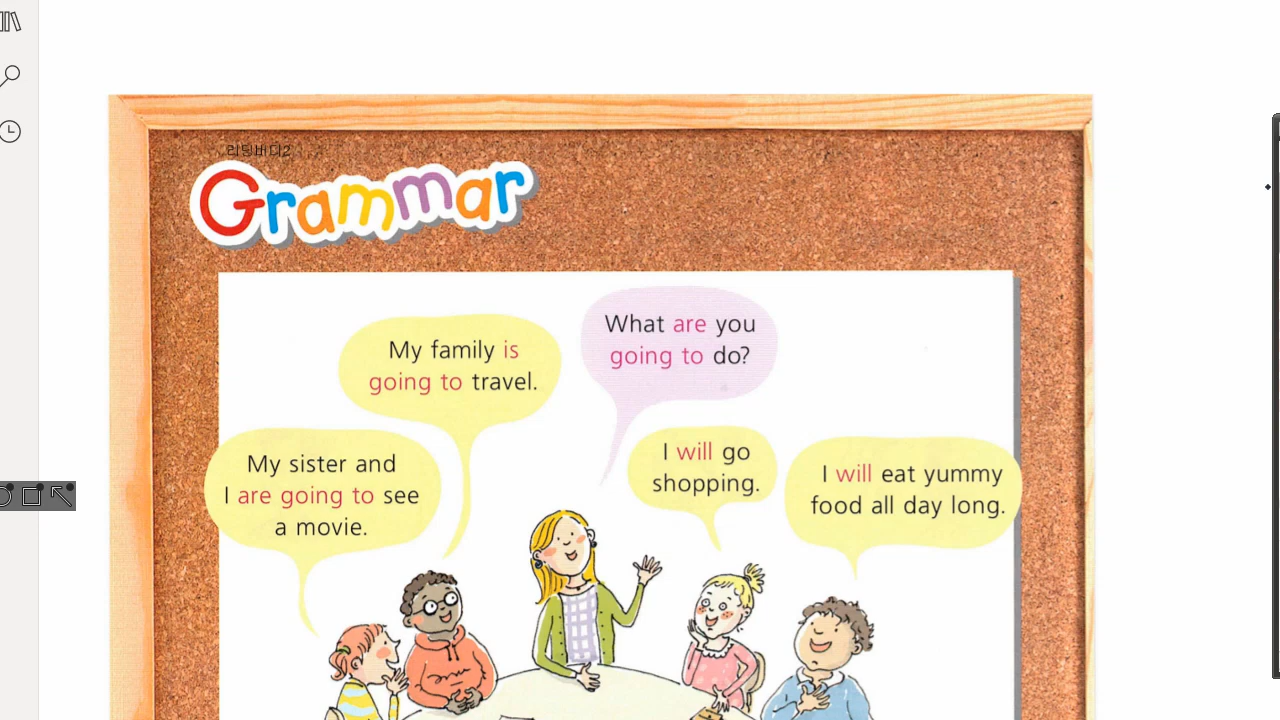 리딩버디2
Grammar
What are you
going to do?
My family is
going to travel.
My sister and
I are going to see
a movie.
I will go
shopping.
I will eat yummy
food all day long.